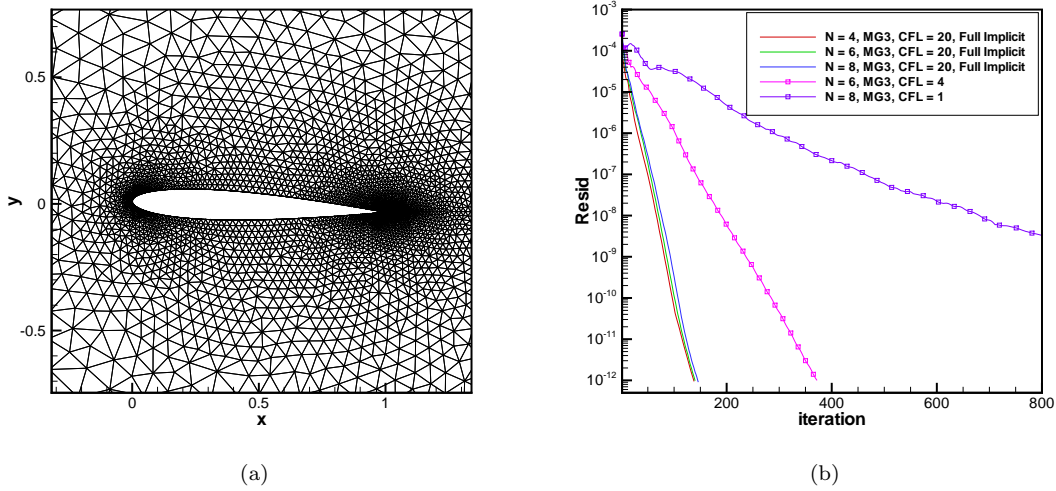 y
0.5
0
-0.5
0
0.5
1
x
(a)
Resid
10-3
10-4
10-5
10-6
10-7
10-8
10-9
10-10
10-11
10-12
N = 4, MG3, CFL = 20, Full Implicit
N = 6, MG3, CFL = 20, Full Implicit
N = 8, MG3, CFL = 20, Full Implicit
N = 6, MG3, CFL = 4
N = 8, MG3, CFL = 1
200
400
600
800
iteration
(b)